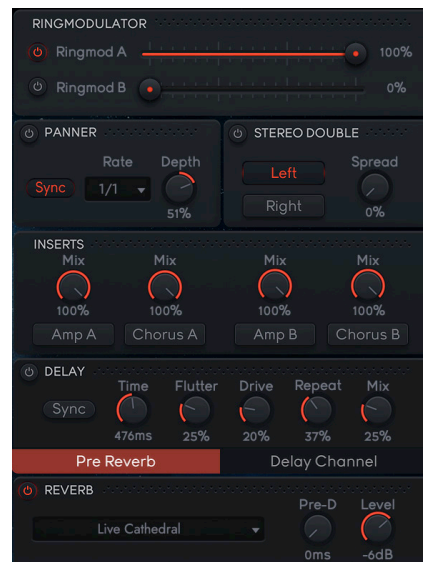 RINGMODULATOR
Ringmod A 100%
Ringmod B 0%
PANNER
Rate Depth
Sync 1/1
51%
STEREO DOUBLE
Left Spread
Right
0%
INSERTS
Mix Mix Mix Mix
100% 100% 100% 100%
Amp A Chorus A Amp B Chorus B
DELAY
Time Flutter Drive Repeat Mix
Sync
476ms 25% 20% 37% 25%
Pre Reverb Delay Channel
REVERB
Pre-D Level
Live Cathedral
0ms -6dB